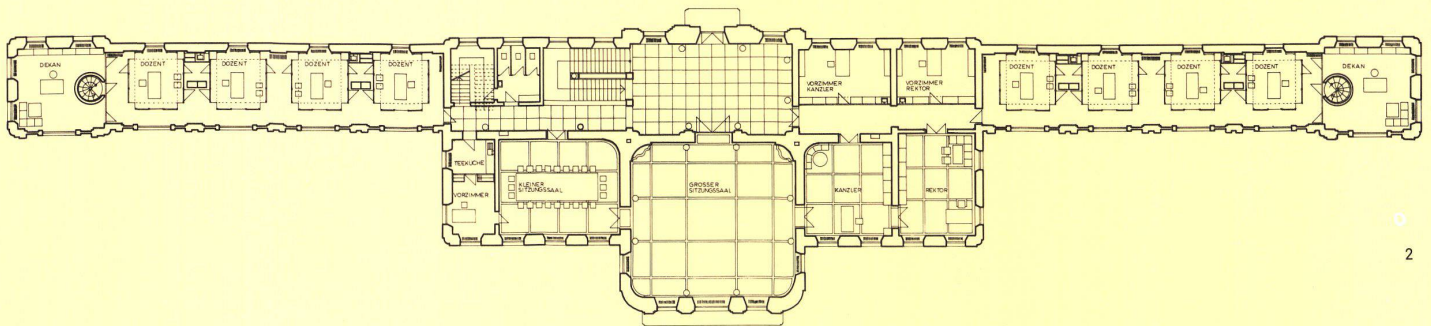 DEKAN
DOZENT
DOZENT
DOZENT
DOZENT
VORZIMMER
KANZLER
VORZIMMER
REKTOR
DOZENT
DOZENT
DOZENT
DOZENT
DEKAN
TEEKÜCHE
VORZIMMER
KLEINER
SITZUNGSSAAL
GROSSER
SITZUNGSSAAL
KANZLER
REKTOR
2